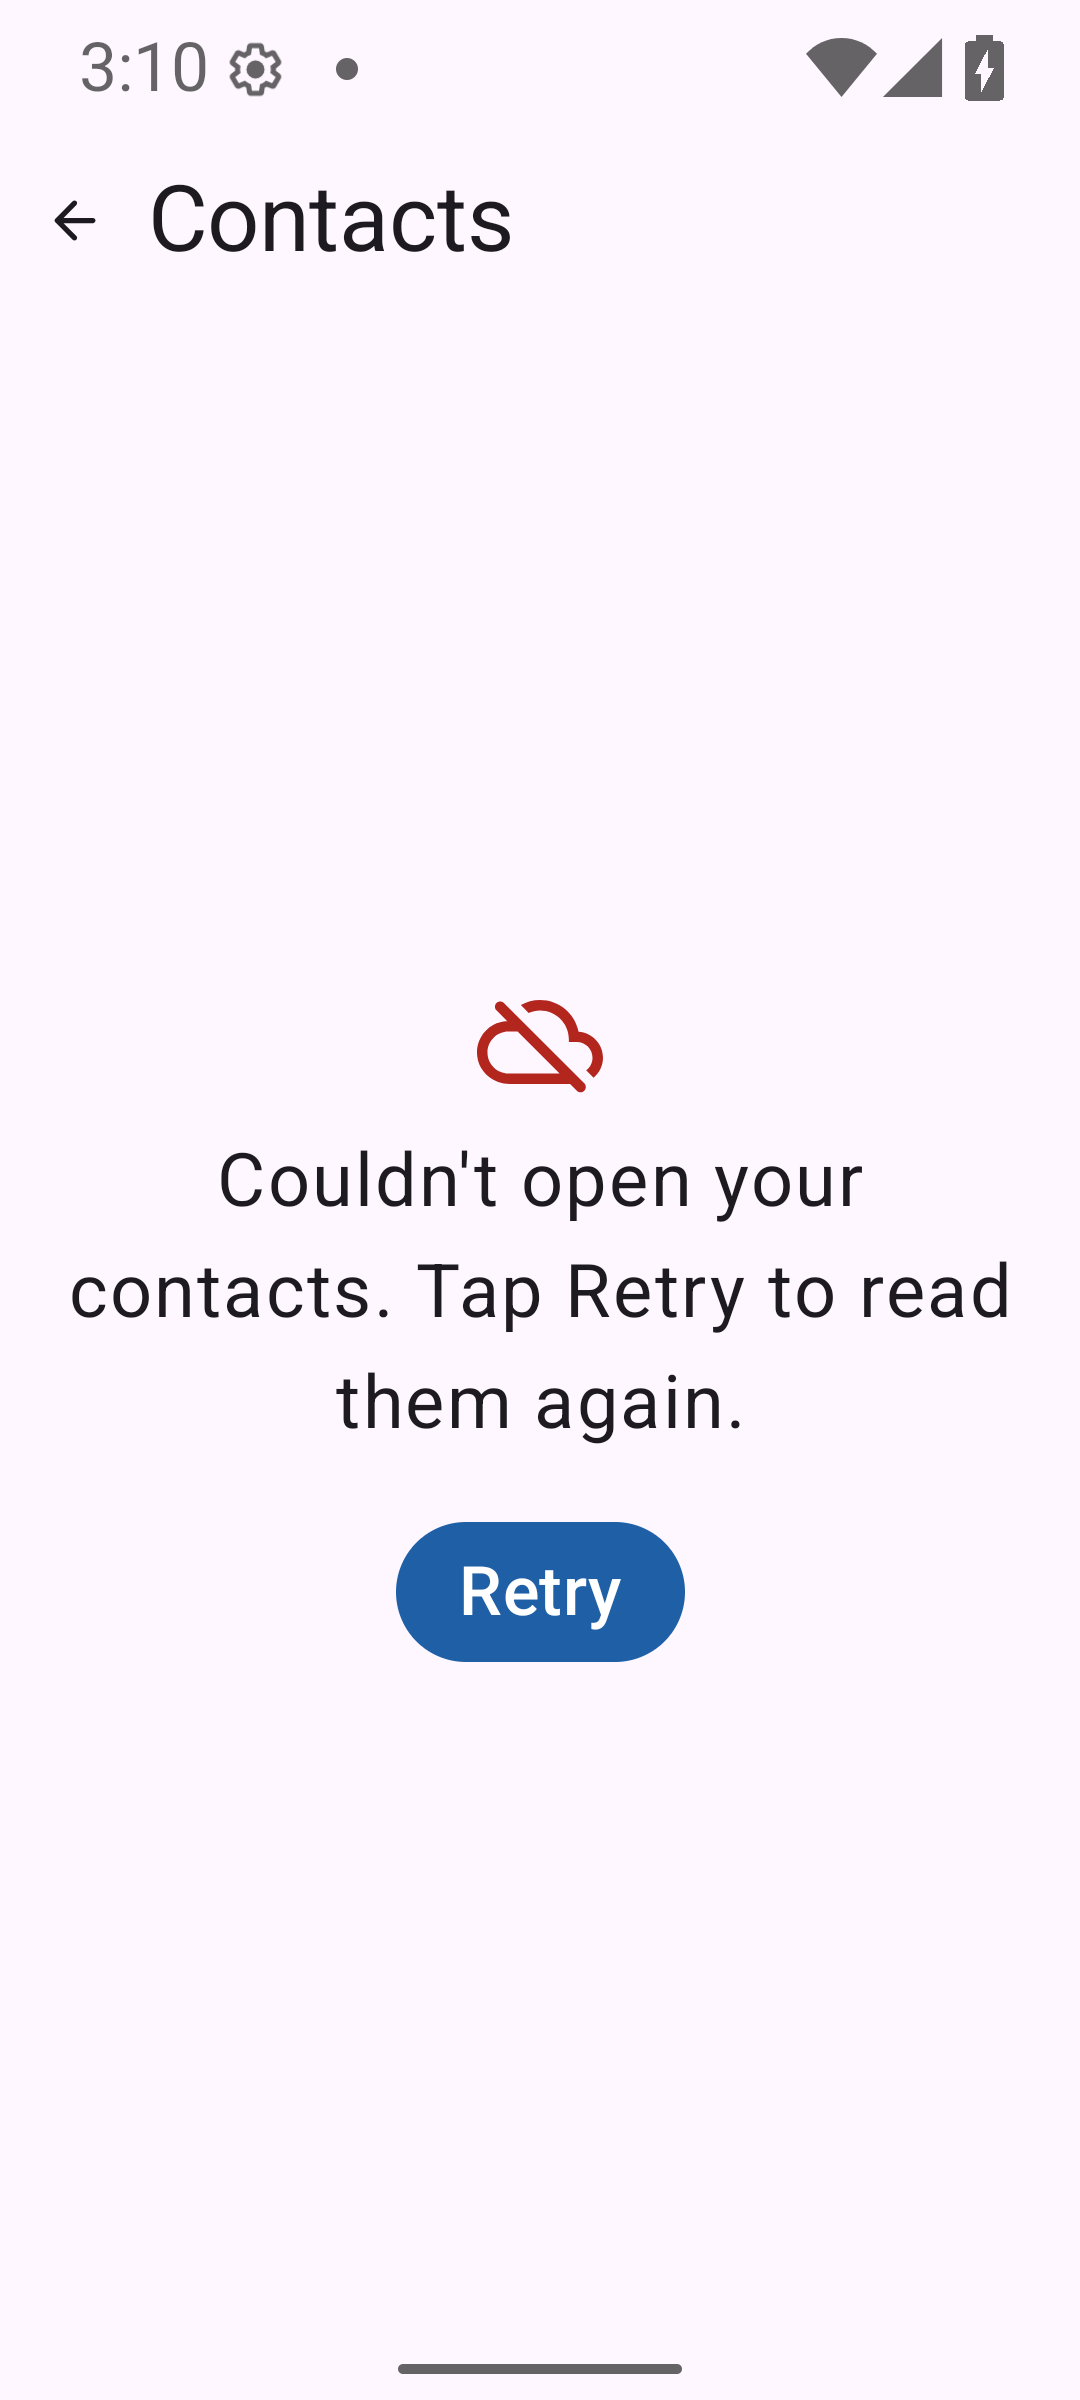 3:10
Contacts
Couldn't open your
contacts. Tap Retry to read
them again.
Retry